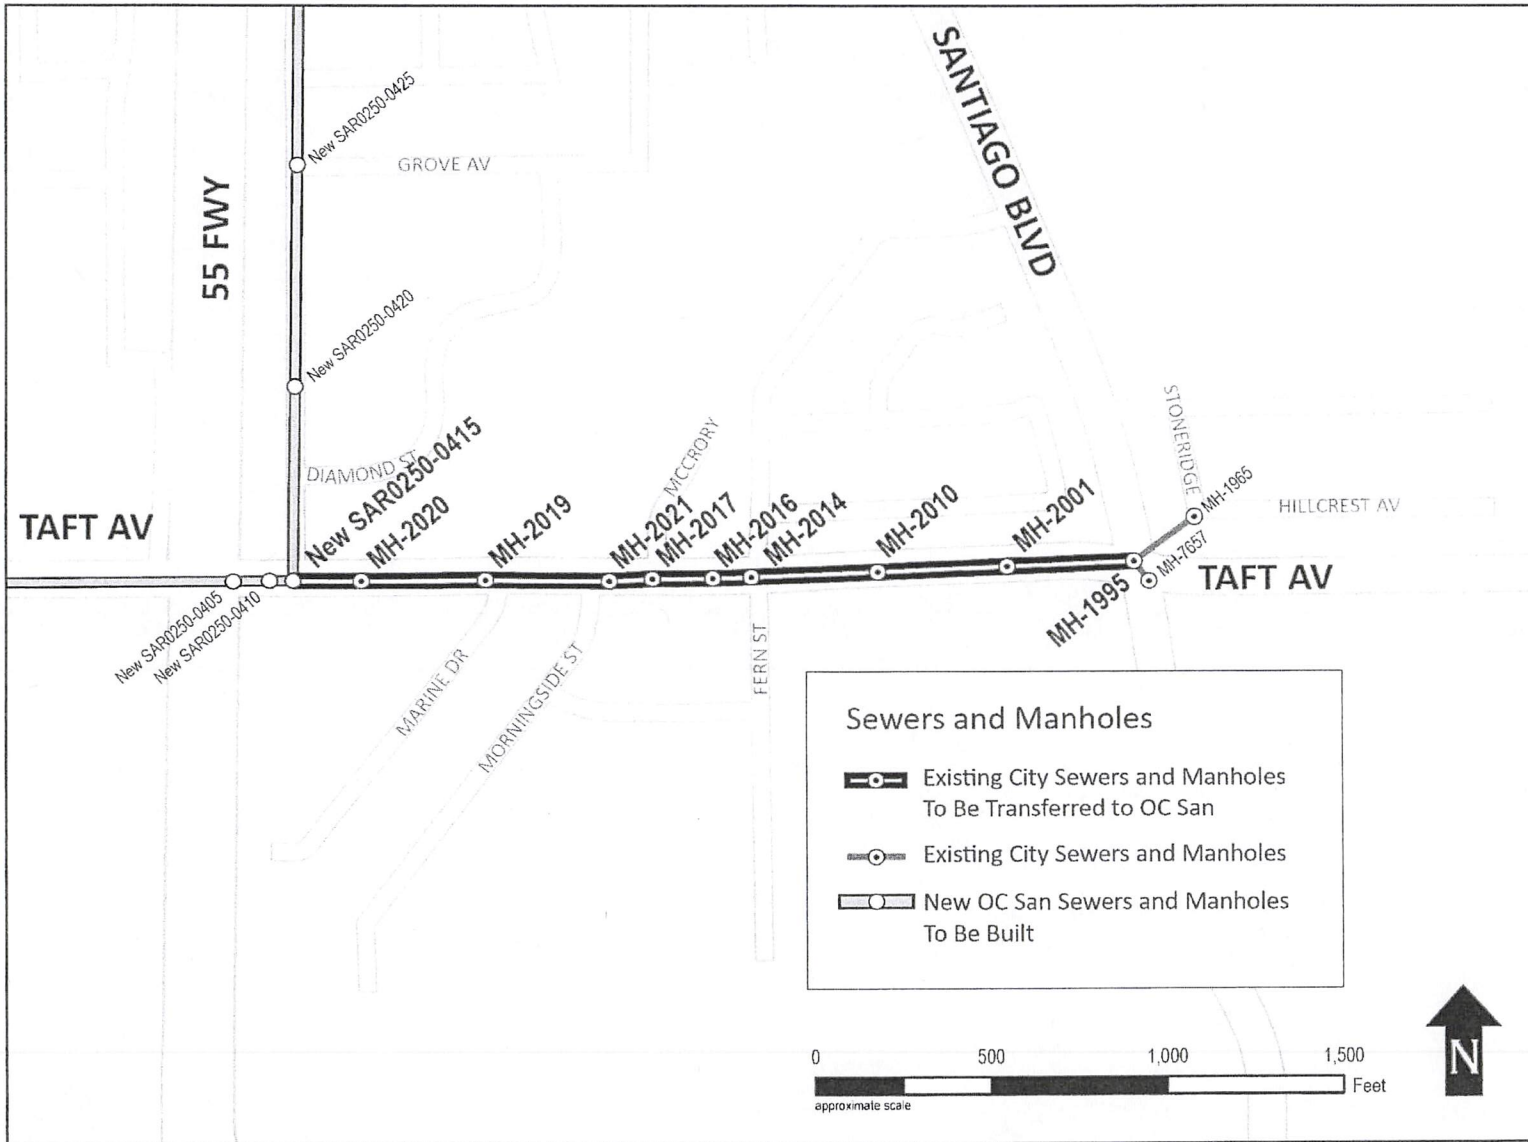 New SAR0250-0425
SANTIAGO BLVD
GROVE AV
55 FWY
New SAR0250-0420
STONERIDGE
MCCRORY
DIAMOND ST
New SAR0250-0415
MH-2020
MH-2019
MH-2021
MH-2017
MH-2016
MH-2014
MH-2010
MH-2001
MH-1965
HILLCREST AV
TAFT AV
MH-7657
TAFT AV
MH-1995
New SAR0250-0405
New SAR0250-0410
MARINE DR
MORNINGSIDE ST
FERN ST
Sewers and Manholes
Existing City Sewers and Manholes
To Be Transferred to OC San
Existing City Sewers and Manholes
New OC San Sewers and Manholes
To Be Built
0 500 1,000 1,500
Feet
approximate scale
N